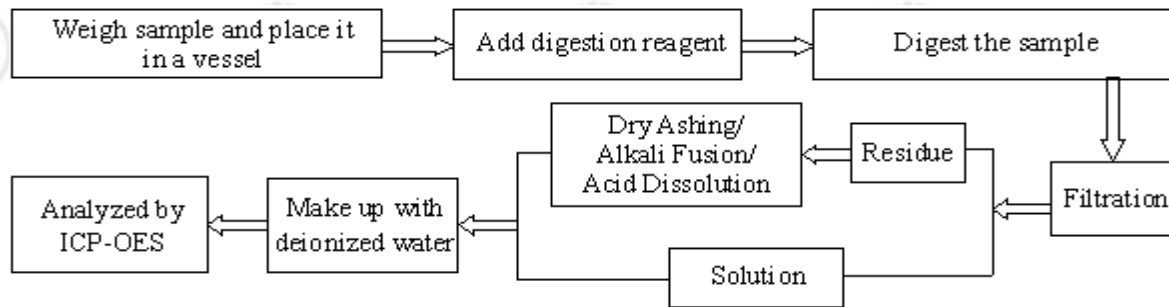 Weigh sample and place it
in a vessel
Add digestion reagent
Digest the sample
Filtration
Residue
Dry Ashing/
Alkali Fusion/
Acid Dissolution
Solution
Make up with
deionized water
Analyzed by
ICP-OES